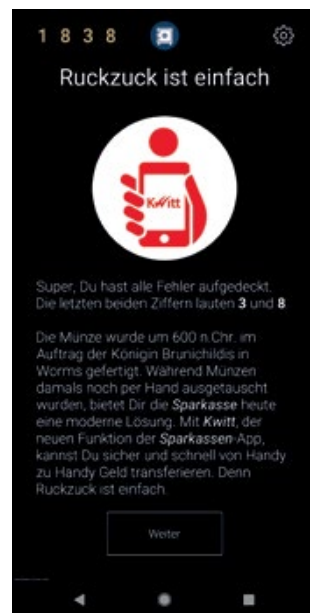 1 8 3 8
Ruckzuck ist einfach
Kwitt
Super, Du hast alle Fehler aufgedeckt.
Die letzten beiden Ziffern lauten 3 und 8
Die Münze wurde um 600 n.Chr. im
Auftrag der Königin Brunichildis in
Worms gefertigt. Während Münzen
damals noch per Hand ausgetauscht
wurden, bietet Dir die Sparkasse heute
eine moderne Lösung. Mit Kwitt, der
neuen Funktion der Sparkassen-App,
kannst Du sicher und schnell von Handy
zu Handy Geld transferieren. Denn
Ruckzuck ist einfach.
Weiter